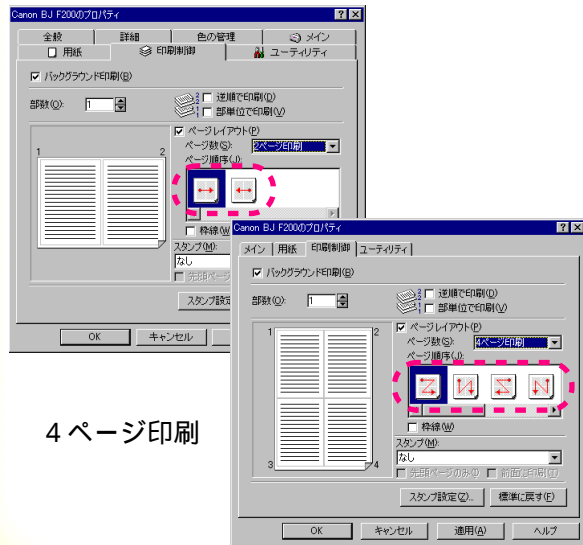 Canon BJ F200のプロパティ
全般 詳細 色の管理 メイン
用紙 印刷制御 ユーティリティ
バックグラウンド印刷(B)
部数(O): 1
逆順で印刷(D)
部単位で印刷(V)
ページレイアウト(P)
ページ数(S): 2ページ印刷
ページ順序(J):
1 2
枠線(W)
スタンプ(M):
なし
先頭ページ
スタンプ設定
OK キャンセル
Canon BJ F200のプロパティ
メイン 用紙 印刷制御 ユーティリティ
バックグラウンド印刷(B)
部数(O): 1
逆順で印刷(D)
部単位で印刷(V)
ページレイアウト(P)
ページ数(S): 4ページ印刷
ページ順序(J):
1 2
3 4
枠線(W)
スタンプ(M):
なし
先頭ページのみ(I) 前面に印刷(T)
スタンプ設定(Z)... 標準に戻す(F)
OK キャンセル 適用(A) ヘルプ
4ページ印刷